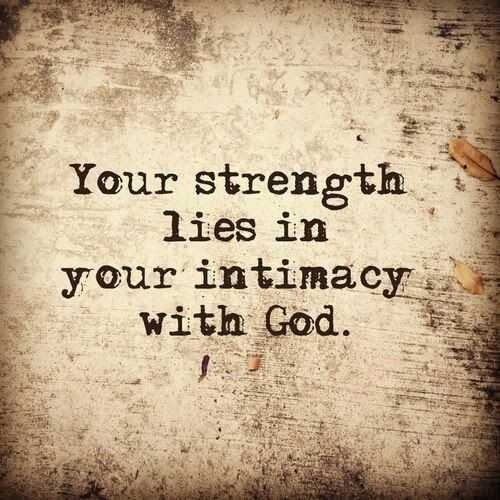 Your strength
lies in
your intimacy
with God.